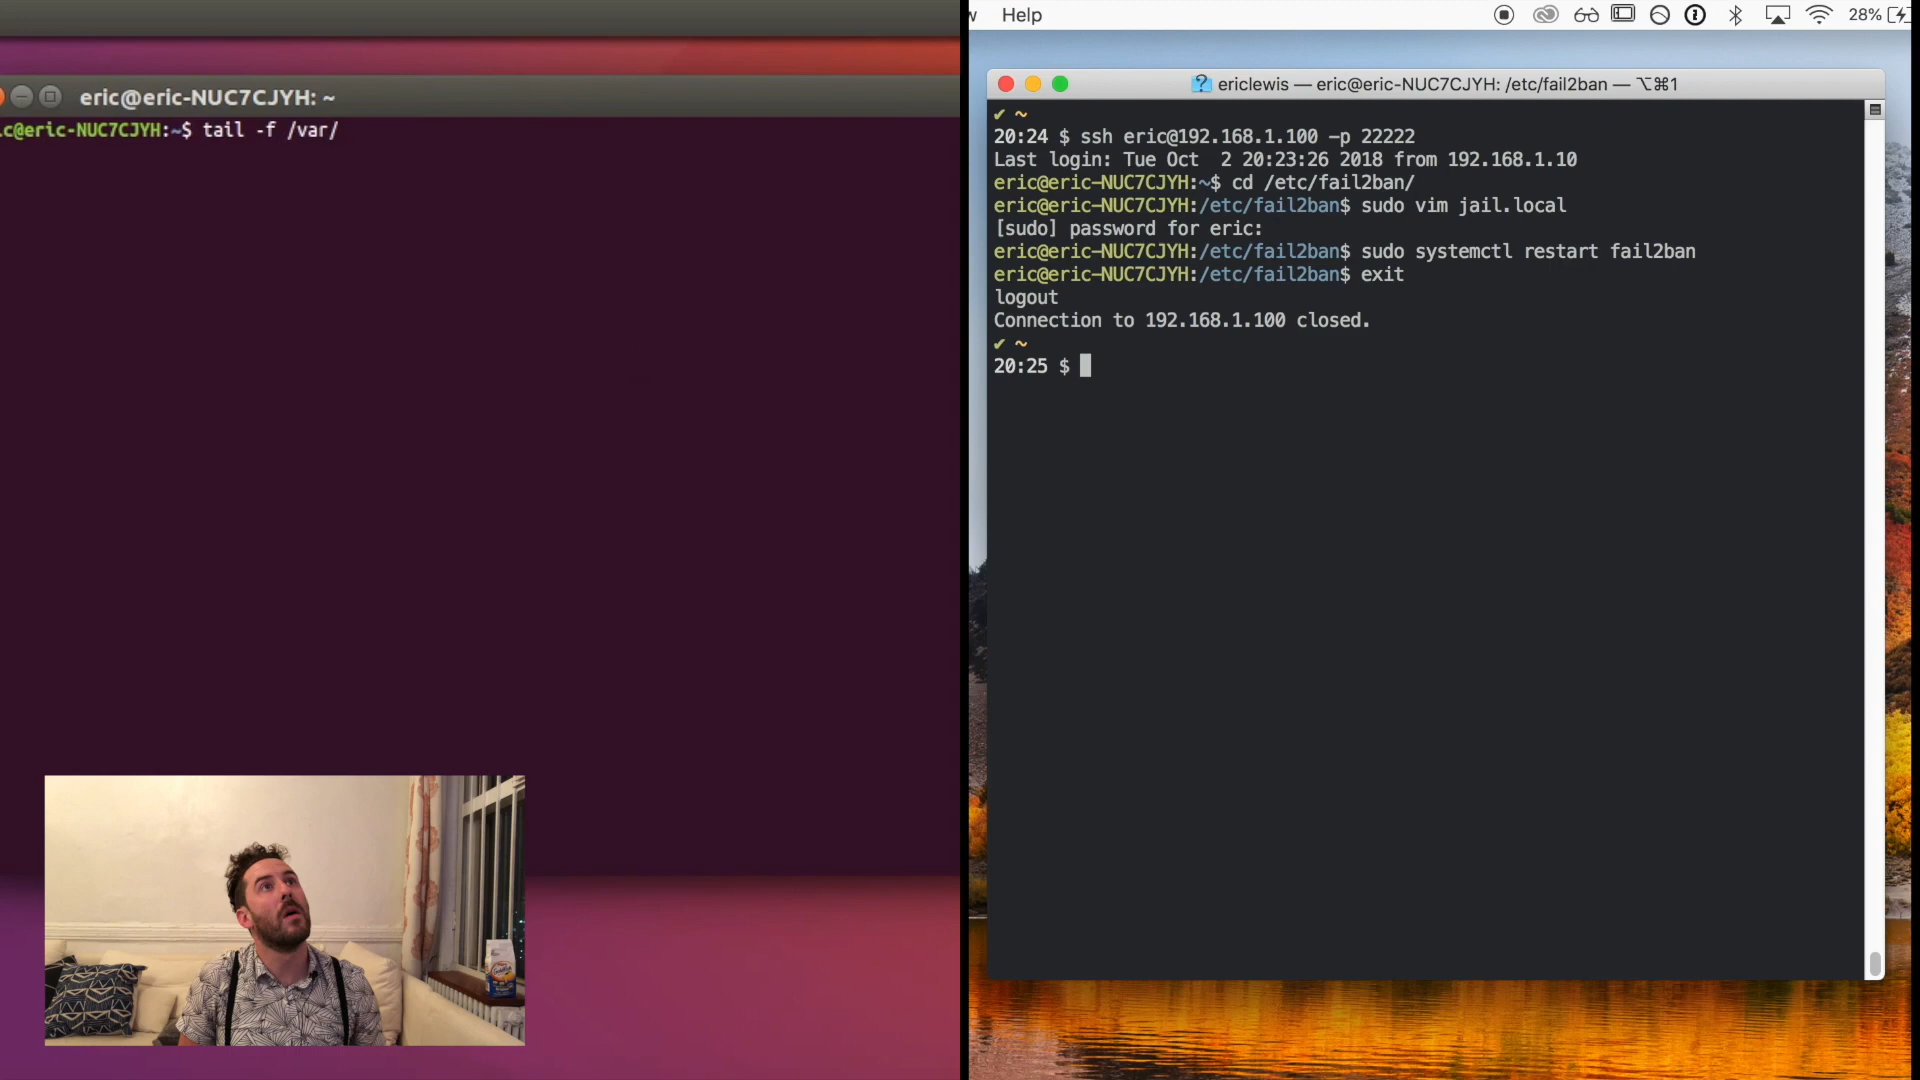 eric@eric-NUC7CJYH: ~
c@eric-NUC7CJYH:~$ tail -f /var/
Help
28%
ericlewis — eric@eric-NUC7CJYH: /etc/fail2ban — ⌥⌘1
✔ ~
20:24 $ ssh eric@192.168.1.100 -p 22222
Last login: Tue Oct  2 20:23:26 2018 from 192.168.1.10
eric@eric-NUC7CJYH:~$ cd /etc/fail2ban/
eric@eric-NUC7CJYH:/etc/fail2ban$ sudo vim jail.local
[sudo] password for eric:
eric@eric-NUC7CJYH:/etc/fail2ban$ sudo systemctl restart fail2ban
eric@eric-NUC7CJYH:/etc/fail2ban$ exit
logout
Connection to 192.168.1.100 closed.
✔ ~
20:25 $